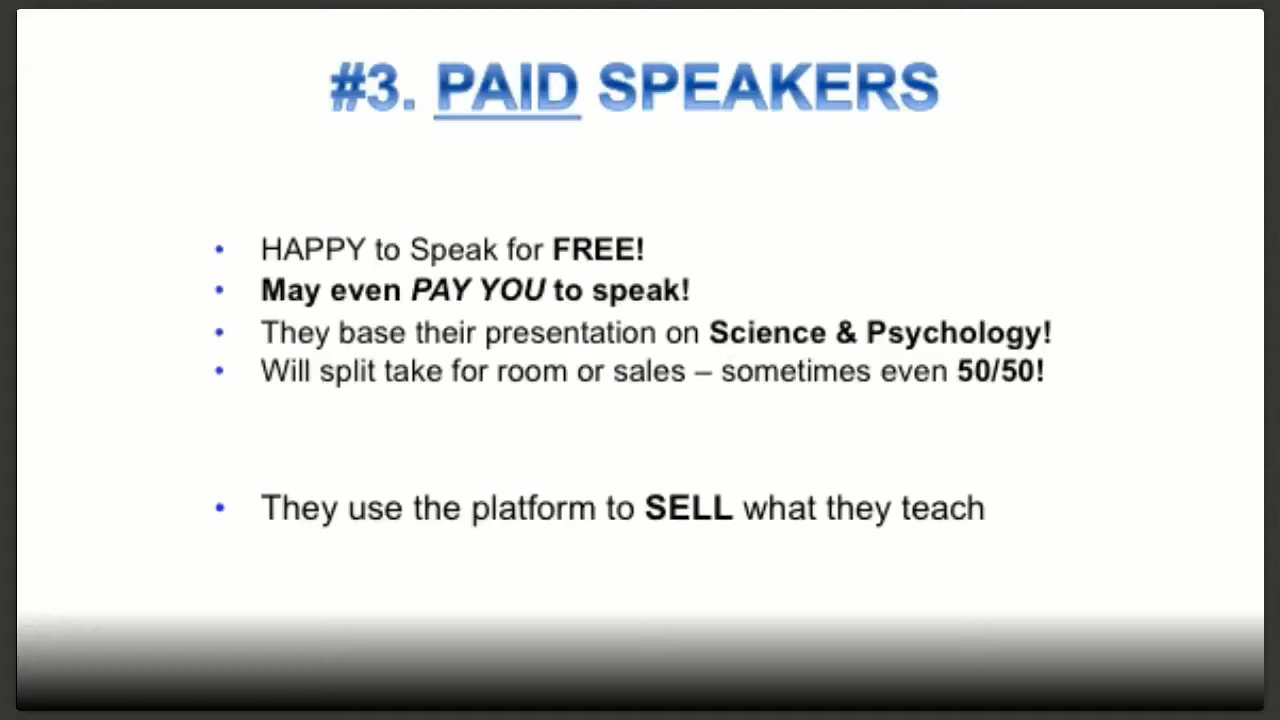 #3. PAID SPEAKERS
• HAPPY to Speak for FREE!
• May even PAY YOU to speak!
• They base their presentation on Science & Psychology!
• Will split take for room or sales – sometimes even 50/50!
• They use the platform to SELL what they teach